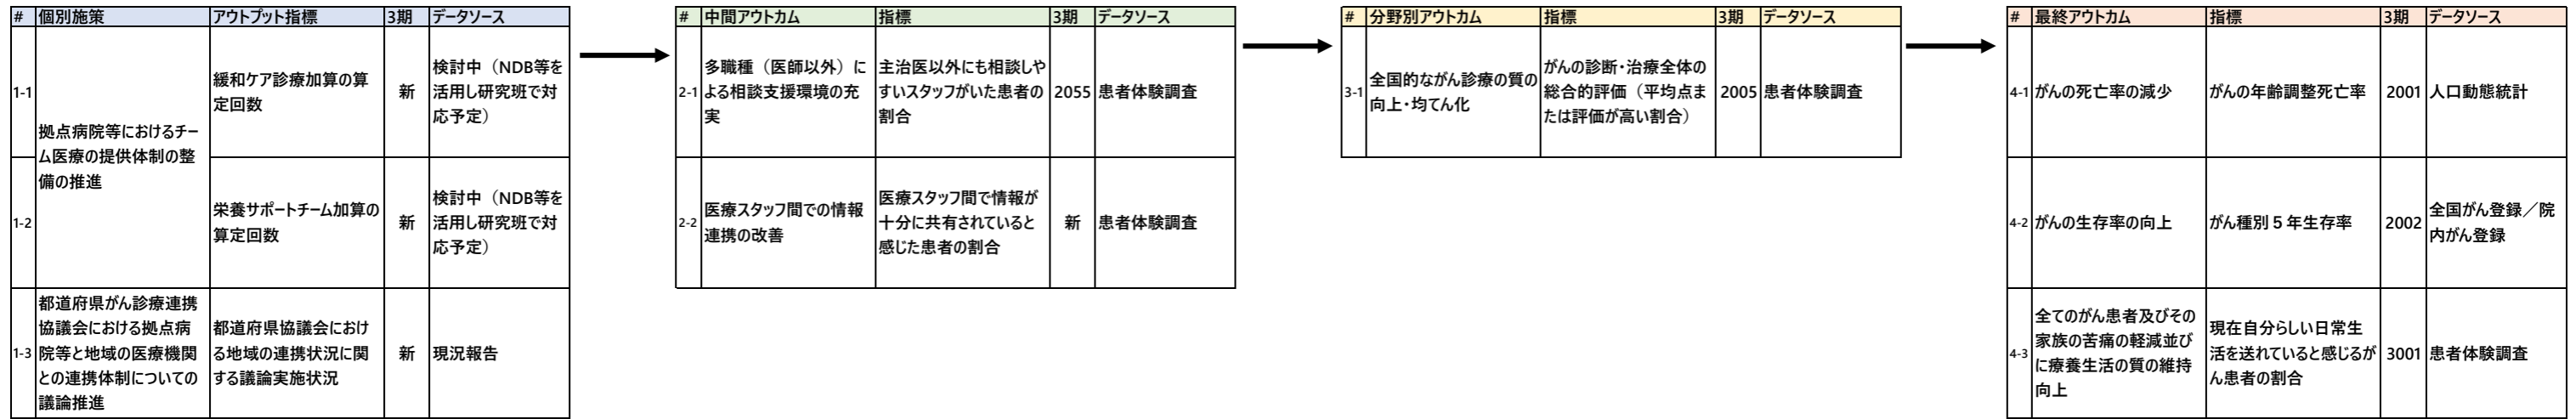 # 個別施策 アウトプット指標 3期 データソース
1-1
拠点病院等におけるチー
ム医療の提供体制の整
備の推進
緩和ケア診療加算の算
定回数
新
検討中（NDB等を
活用し研究班で対
応予定）
1-2
栄養サポートチーム加算の
算定回数
新
検討中（NDB等を
活用し研究班で対
応予定）
1-3
都道府県がん診療連携
協議会における拠点病
院等と地域の医療機関
との連携体制についての
議論推進
都道府県協議会におけ
る地域の連携状況に関
する議論実施状況
新
現況報告
# 中間アウトカム 指標 3期 データソース
2-1
多職種（医師以外）に
よる相談支援環境の充
実
主治医以外にも相談しや
すいスタッフがいた患者の
割合
2055
患者体験調査
2-2
医療スタッフ間での情報
連携の改善
医療スタッフ間で情報が
十分に共有されていると
感じた患者の割合
新
患者体験調査
# 分野別アウトカム 指標 3期 データソース
3-1
全国的ながん診療の質の
向上・均てん化
がんの診断・治療全体の
総合的評価（平均点ま
たは評価が高い割合）
2005
患者体験調査
# 最終アウトカム 指標 3期 データソース
4-1
がんの死亡率の減少
がんの年齢調整死亡率
2001
人口動態統計
4-2
がんの生存率の向上
がん種別５年生存率
2002
全国がん登録／院
内がん登録
4-3
全てのがん患者及びその
家族の苦痛の軽減並び
に療養生活の質の維持
向上
現在自分らしい日常生
活を送れていると感じるが
ん患者の割合
3001
患者体験調査